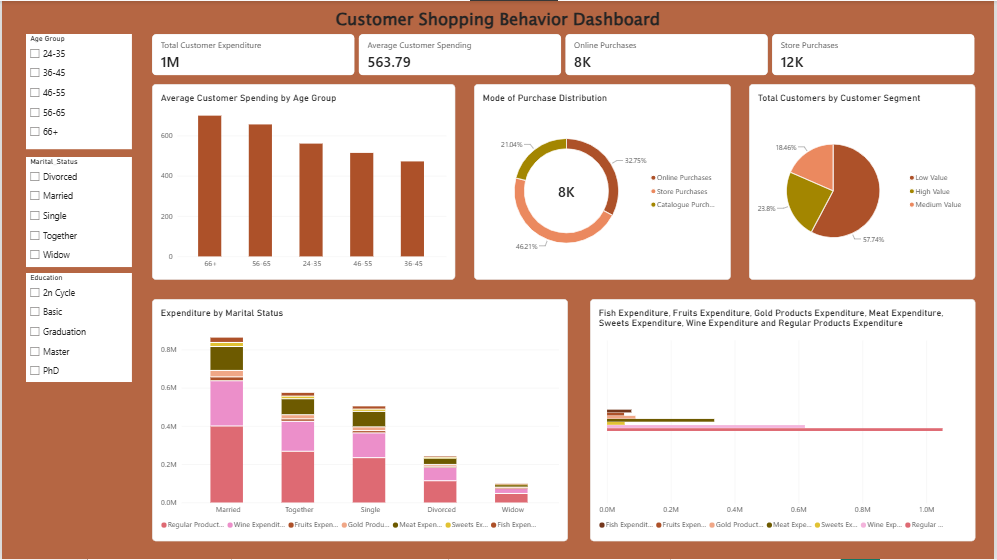 Customer Shopping Behavior Dashboard
Age Group
24-35
36-45
46-55
56-65
66+
Marital_Status
Divorced
Married
Single
Together
Widow
Education
2n Cycle
Basic
Graduation
Master
PhD
Total Customer Expenditure
1M
Average Customer Spending
563.79
Online Purchases
8K
Store Purchases
12K
Average Customer Spending by Age Group
600
400
200
0
66+ 56-65 24-35 46-55 36-45
Mode of Purchase Distribution
21.04%
32.75%
46.21%
8K
Online Purchases
Store Purchases
Catalogue Purch...
Total Customers by Customer Segment
18.46%
23.8%
57.74%
Low Value
High Value
Medium Value
Expenditure by Marital Status
0.8M
0.6M
0.4M
0.2M
0.0M
Married Together Single Divorced Widow
Regular Product... Wine Expendit... Fruits Expen... Gold Produ... Meat Expen... Sweets Ex... Fish Expen...
Fish Expenditure, Fruits Expenditure, Gold Products Expenditure, Meat Expenditure,
Sweets Expenditure, Wine Expenditure and Regular Products Expenditure
0.0M 0.2M 0.4M 0.6M 0.8M 1.0M
Fish Expendit... Fruits Expen... Gold Product... Meat Expe... Sweets Ex... Wine Exp... Regular ...